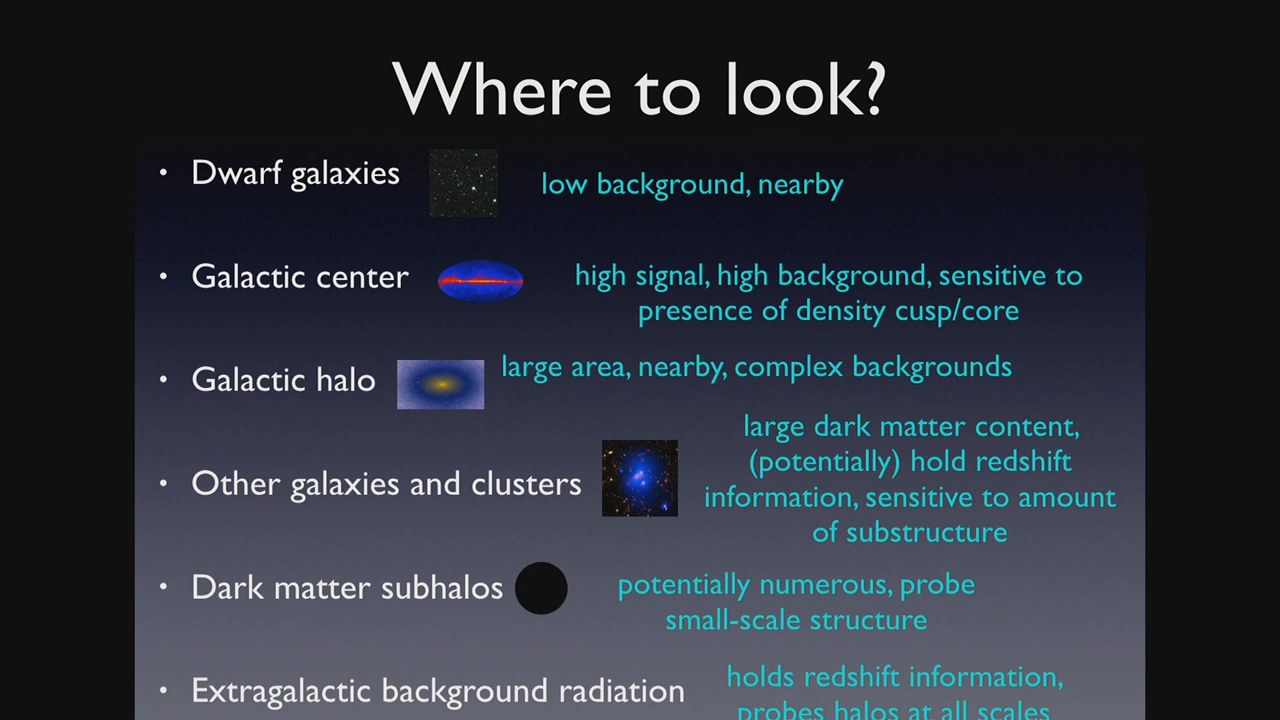 Where to look?
• Dwarf galaxies
low background, nearby
• Galactic center
high signal, high background, sensitive to
presence of density cusp/core
• Galactic halo
large area, nearby, complex backgrounds
• Other galaxies and clusters
large dark matter content,
(potentially) hold redshift
information, sensitive to amount
of substructure
• Dark matter subhalos
potentially numerous, probe
small-scale structure
• Extragalactic background radiation
holds redshift information,
probes halos at all scales